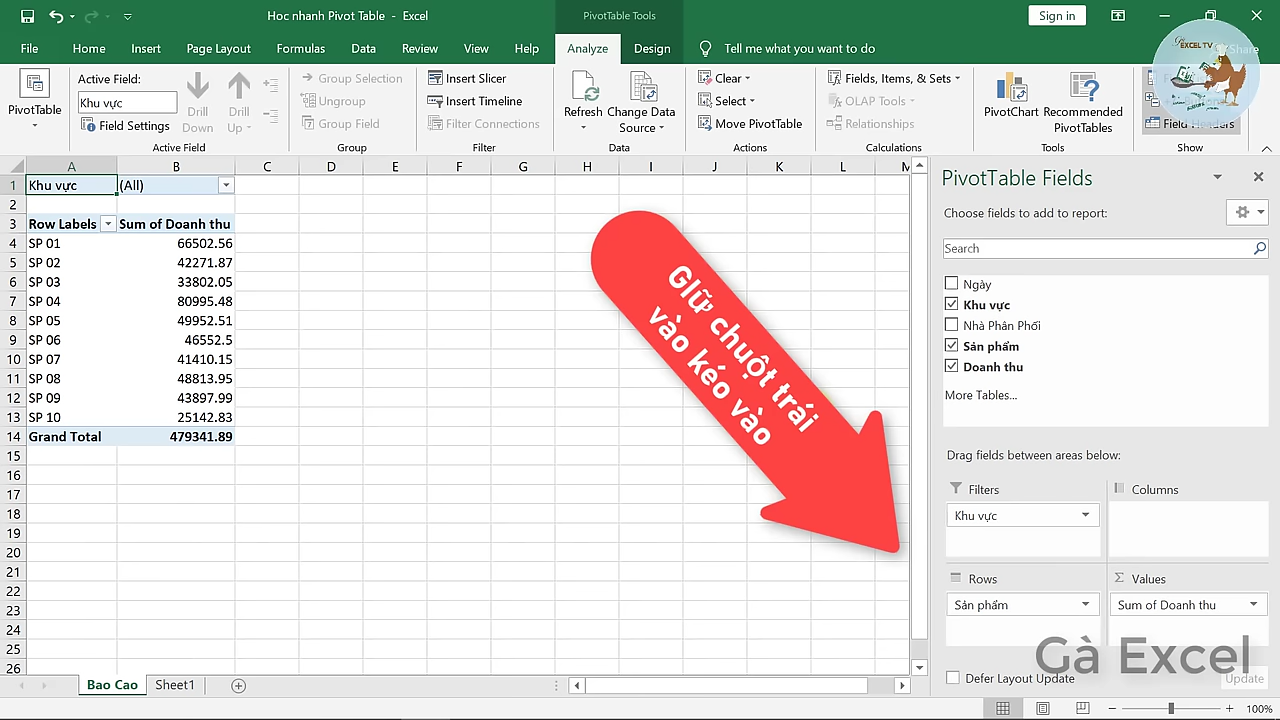 Hoc nhanh Pivot Table - Excel
PivotTable Tools
Sign in
File Home Insert Page Layout Formulas Data Review View Help Analyze Design Tell me what you want to do Share
PivotTable
Active Field:
Khu vực
Field Settings
Drill Down
Drill Up
Active Field
Group Selection
Ungroup
Group Field
Group
Insert Slicer
Insert Timeline
Filter Connections
Filter
Refresh
Change Data Source
Data
Clear
Select
Move PivotTable
Actions
Fields, Items, & Sets
OLAP Tools
Relationships
Calculations
PivotChart
Recommended PivotTables
Tools
Field Headers
Show
EXCEL TV
A B C D E F G H I J K L M
1 Khu vực (All)
2
3 Row Labels Sum of Doanh thu
4 SP 01 66502.56
5 SP 02 42271.87
6 SP 03 33802.05
7 SP 04 80995.48
8 SP 05 49952.51
9 SP 06 46552.5
10 SP 07 41410.15
11 SP 08 48813.95
12 SP 09 43897.99
13 SP 10 25142.83
14 Grand Total 479341.89
15
16
17
18
19
20
21
22
23
24
25
26
Giữ chuột trái
vào kéo vào
PivotTable Fields
Choose fields to add to report:
Search
Ngày
Khu vực
Nhà Phân Phối
Sản phẩm
Doanh thu
More Tables...
Drag fields between areas below:
Filters Columns
Khu vực
Rows Values
Sản phẩm Sum of Doanh thu
Gà Excel
Defer Layout Update Update
Bao Cao Sheet1
100%